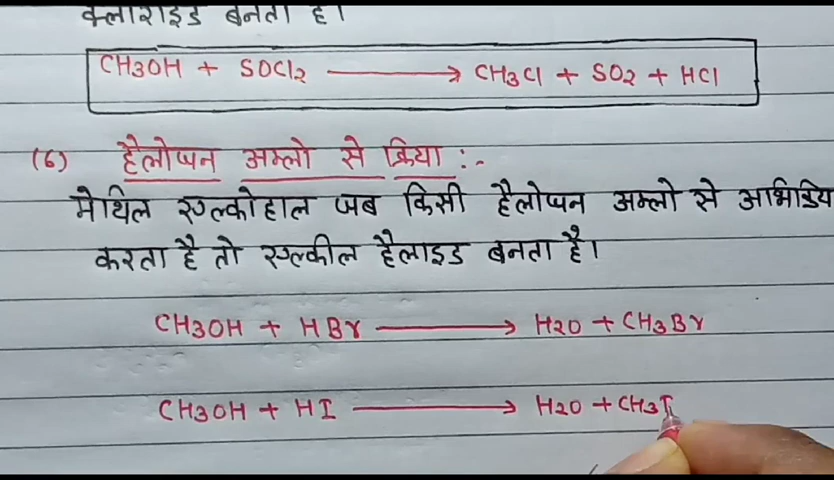 क्लोराइड बनता है।
CH3OH + SOCl2 ⟶ CH3Cl + SO2 + HCl
(6) हैलोजन अम्लो से क्रिया :-
मेथिल एल्कोहाल जब किसी हैलोजन अम्लो से
करता है तो एल्कील हैलाइड बनता है।
CH3OH + HBr ⟶ H2O + CH3Br
CH3OH + HI ⟶ H2O + CH3I